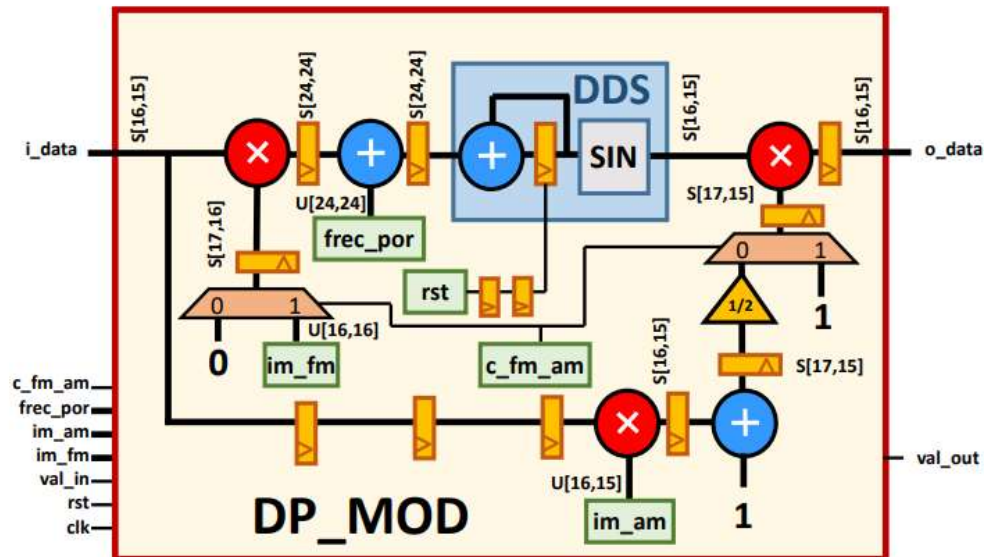 S[16,15]
S[24,24]
S[24,24]
DDS
S[16,15]
S[16,15]
i_data
×
+
+
SIN
×
o_data
S[17,16]
U[24,24]
frec_por
S[17,15]
rst
0 1
0 1
1/2
0
U[16,16]
im_fm
c_fm_am
S[16,15]
1
S[17,15]
c_fm_am
frec_por
im_am
im_fm
val_in
rst
clk
×
+
U[16,15]
im_am
1
val_out
DP_MOD